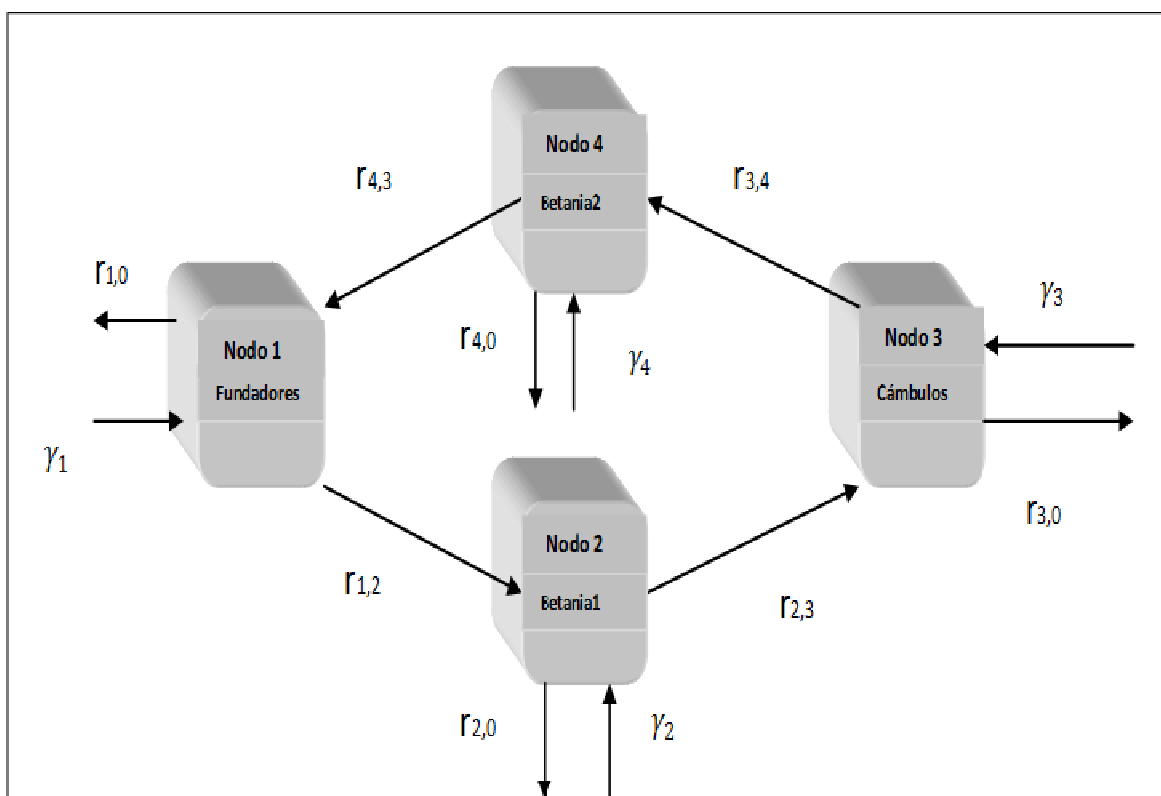 Nodo 4
Betania2
r4,3
r3,4
r1,0
Nodo 1
Fundadores
γ1
r4,0
γ4
Nodo 3
Cámbulos
γ3
r3,0
Nodo 2
Betania1
r1,2
r2,3
r2,0
γ2